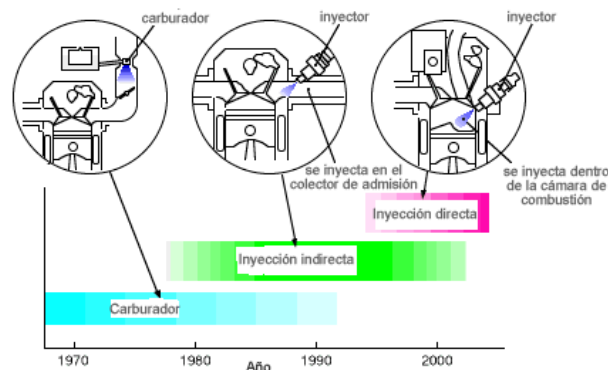 carburador
inyector
inyector
se inyecta en el
colector de admisión
se inyecta dentro
de la cámara de
combustión
Inyección directa
Inyección indirecta
Carburador
1970
1980
1990
2000
Año